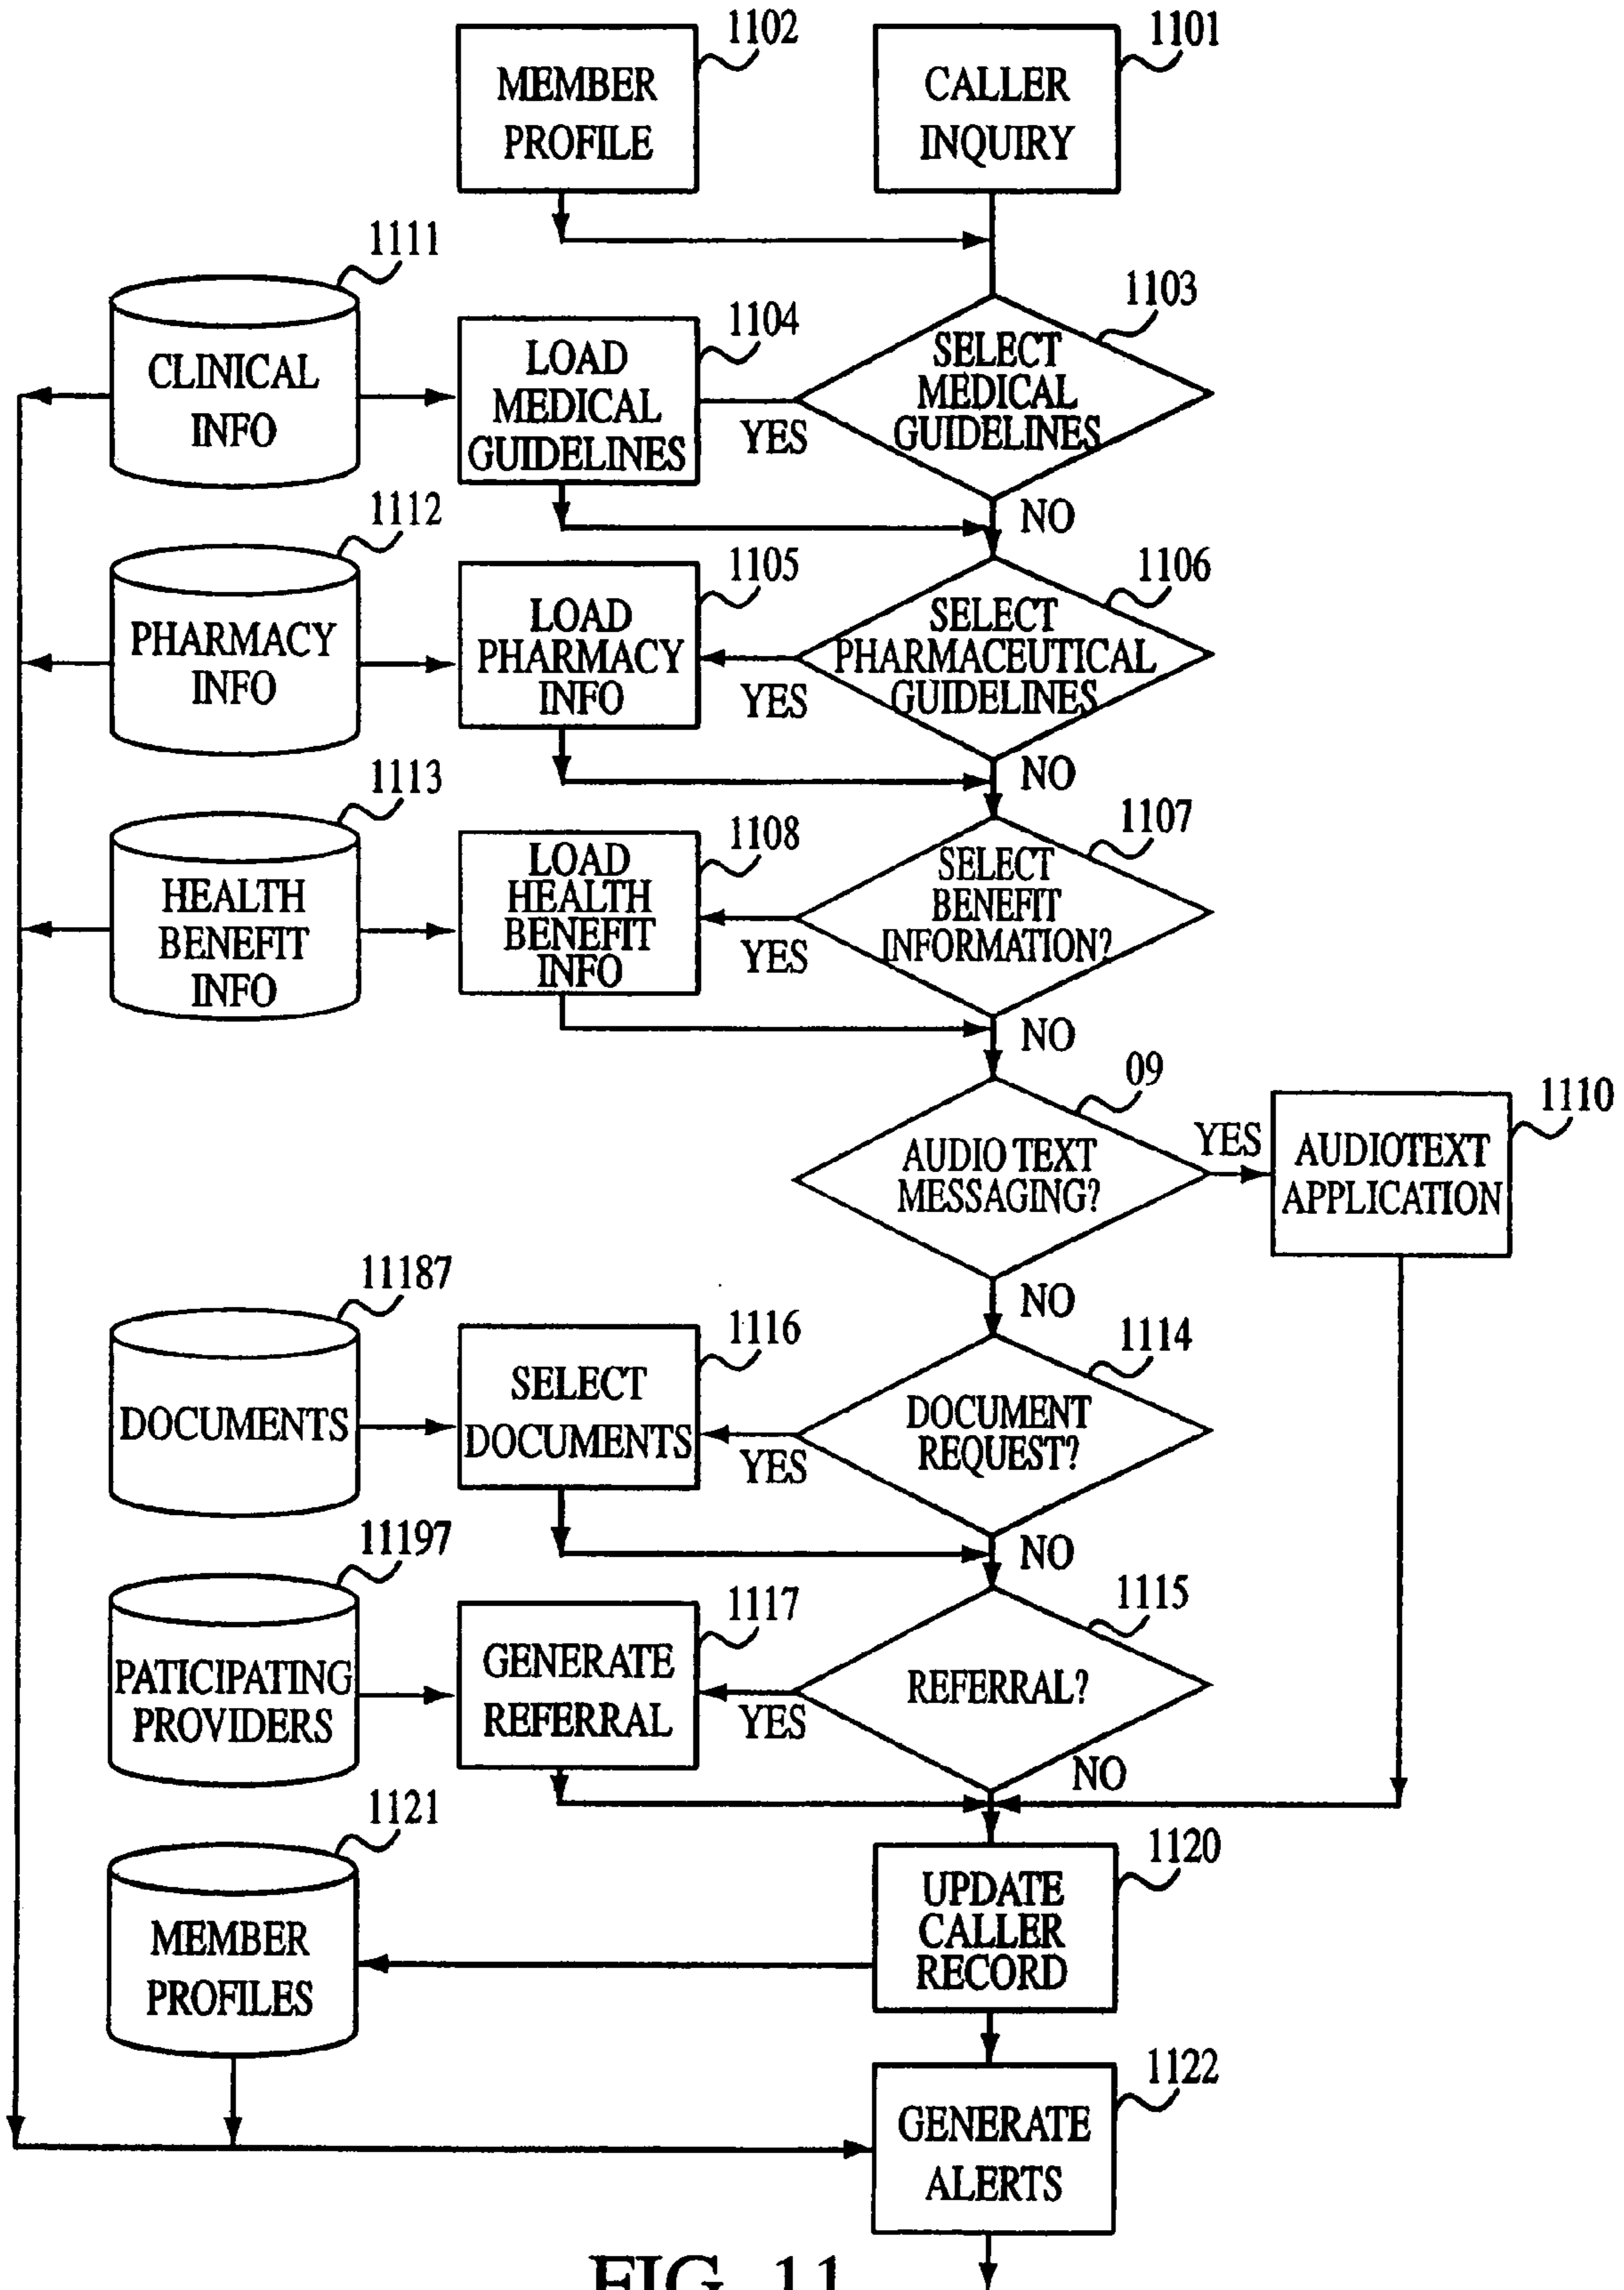 1102
MEMBER
PROFILE
1101
CALLER
INQUIRY
1111
CLINICAL
INFO
1104
LOAD
MEDICAL
GUIDELINES
YES
1103
SELECT
MEDICAL
GUIDELINES
NO
1112
PHARMACY
INFO
1105
LOAD
PHARMACY
INFO
YES
1106
SELECT
PHARMACEUTICAL
GUIDELINES
NO
1113
HEALTH
BENEFIT
INFO
1108
LOAD
HEALTH
BENEFIT
INFO
YES
1107
SELECT
BENEFIT
INFORMATION?
NO
09
AUDIO TEXT
MESSAGING?
YES
1110
AUDIOTEXT
APPLICATION
NO
11187
DOCUMENTS
1116
SELECT
DOCUMENTS
YES
1114
DOCUMENT
REQUEST?
NO
11197
PATICIPATING
PROVIDERS
1117
GENERATE
REFERRAL
YES
1115
REFERRAL?
NO
1121
MEMBER
PROFILES
1120
UPDATE
CALLER
RECORD
1122
GENERATE
ALERTS
FIG. 11